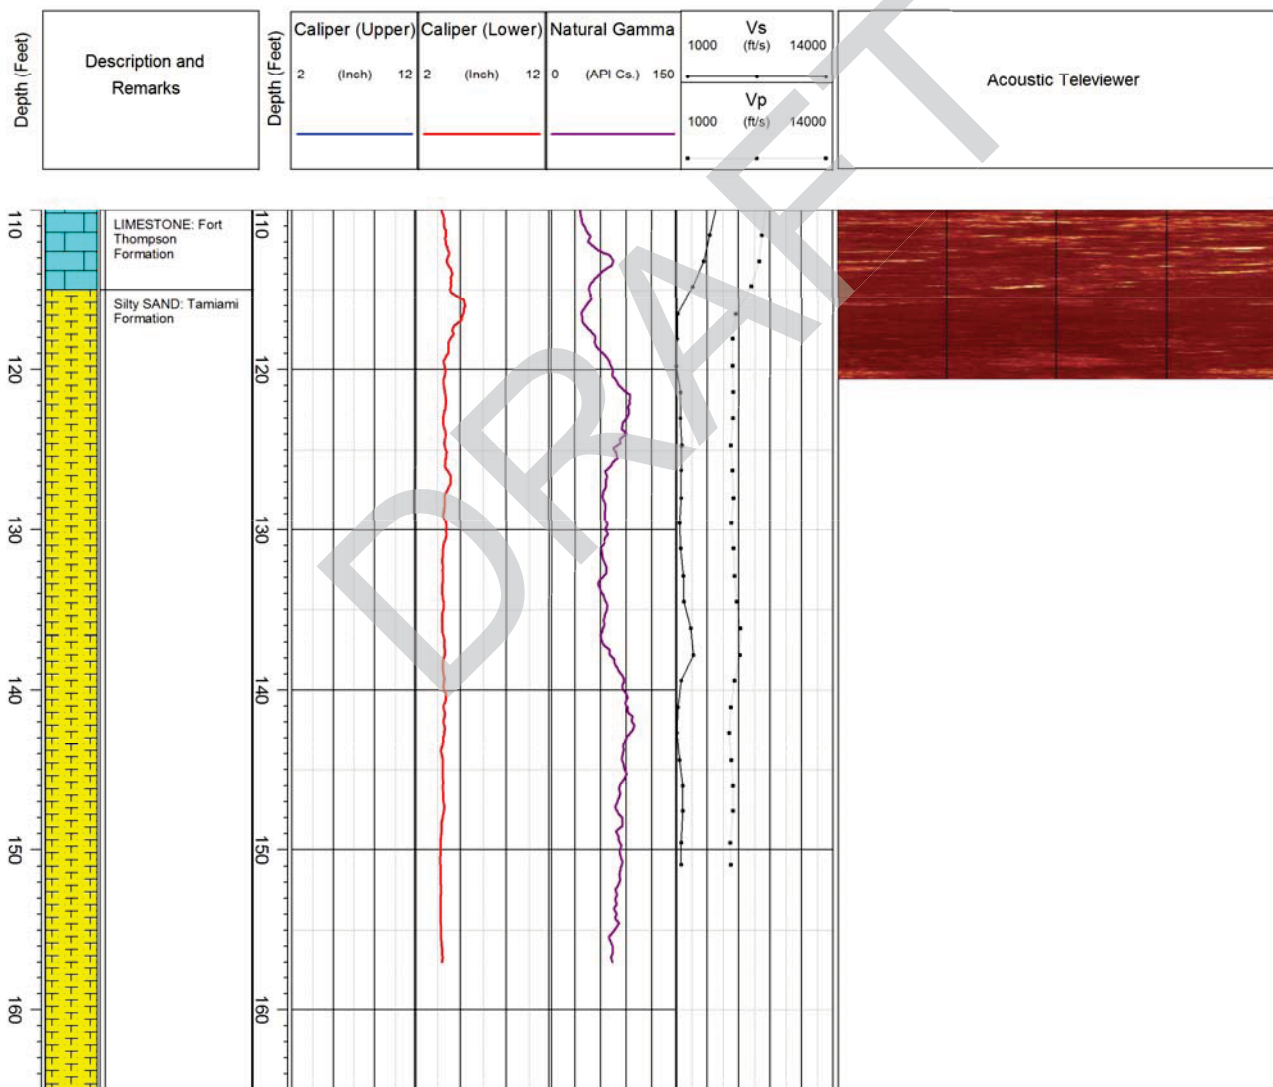 Depth (Feet)
Description and
Remarks
Depth (Feet)
Caliper (Upper)
2 (Inch) 12
Caliper (Lower)
2 (Inch) 12
Natural Gamma
0 (API Cs.) 150
Vs
1000 (ft/s) 14000
Vp
1000 (ft/s) 14000
Acoustic Televiewer
DRAFT
110
LIMESTONE: Fort
Thompson
Formation
110
Silty SAND: Tamiami
Formation
120
120
130
130
140
140
150
150
160
160